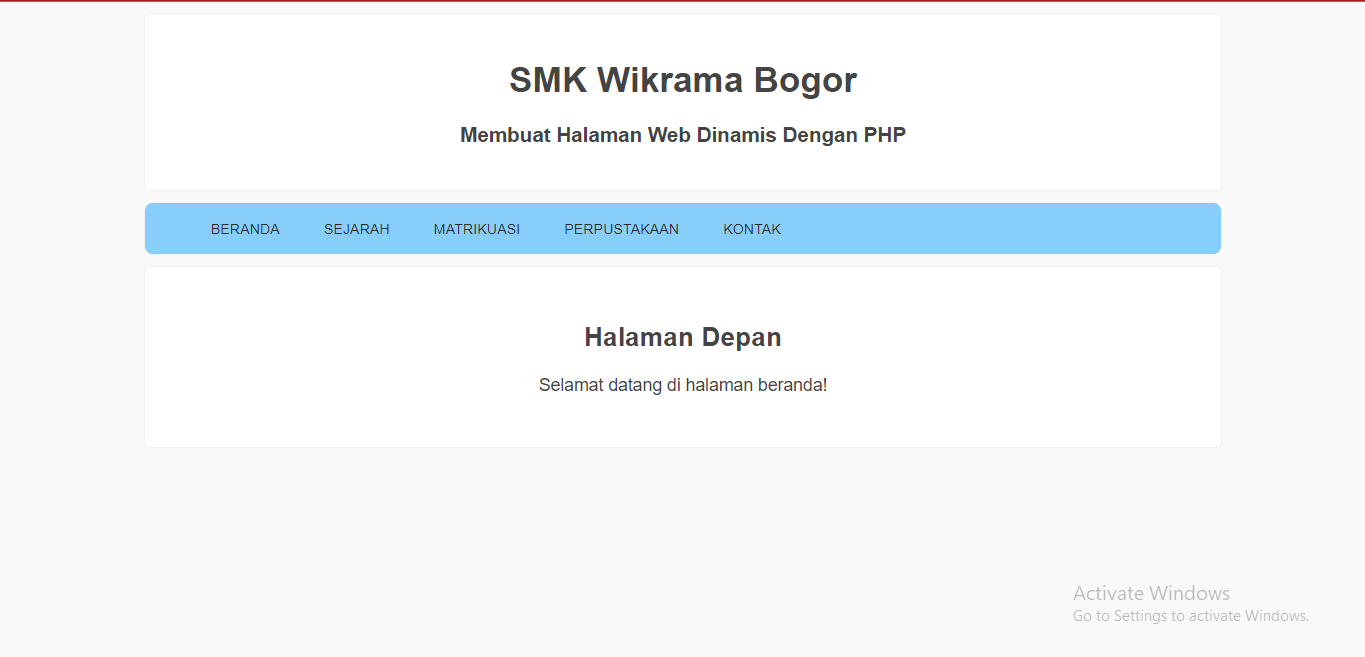 SMK Wikrama Bogor
Membuat Halaman Web Dinamis Dengan PHP
BERANDA SEJARAH MATRIKUASI PERPUSTAKAAN KONTAK
Halaman Depan
Selamat datang di halaman beranda!
Activate Windows
Go to Settings to activate Windows.